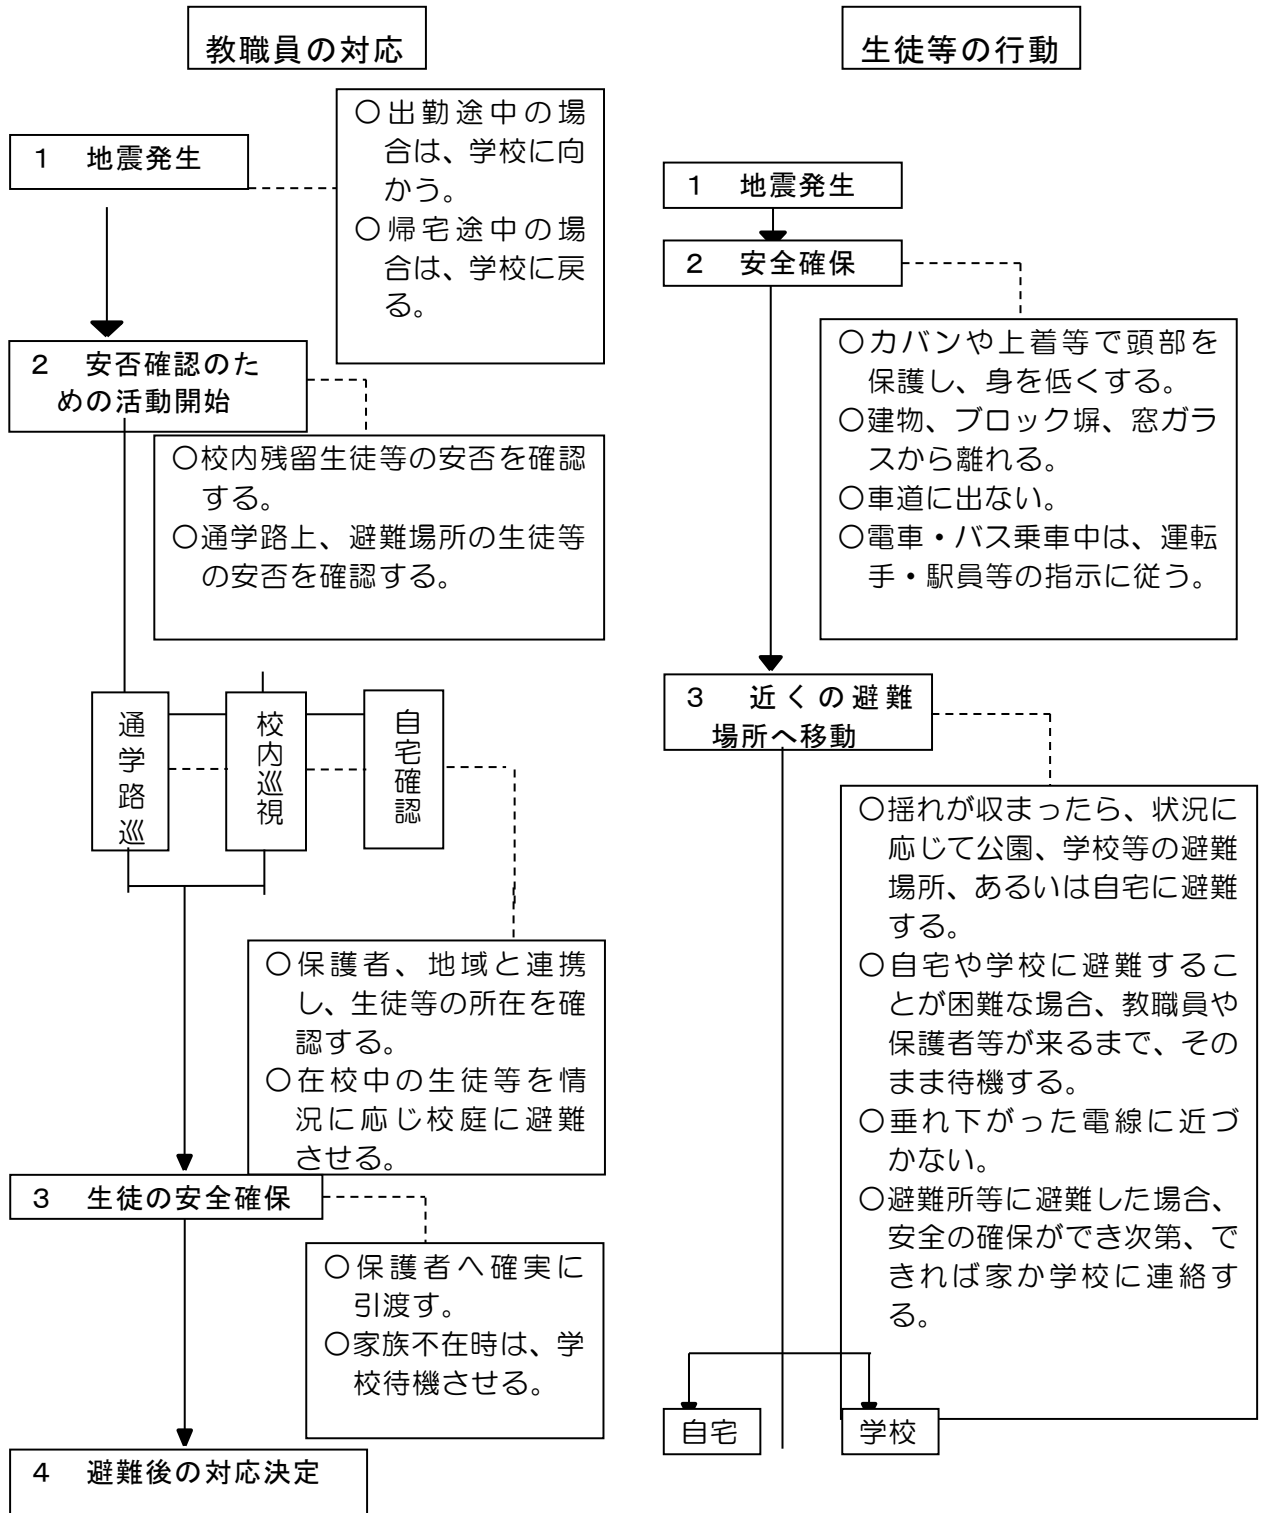 教職員の対応
１　地震発生
〇出勤途中の場
合は、学校に向
かう。
〇帰宅途中の場
合は、学校に戻
る。
２　安否確認のた
めの活動開始
〇校内残留生徒等の安否を確認
する。
〇通学路上、避難場所の生徒等
の安否を確認する。
通学路巡
校内巡視
自宅確認
〇保護者、地域と連携
し、生徒等の所在を確
認する。
〇在校中の生徒等を情
況に応じ校庭に避難
させる。
３　生徒の安全確保
〇保護者へ確実に
引渡す。
〇家族不在時は、学
校待機させる。
４　避難後の対応決定
生徒等の行動
１　地震発生
２　安全確保
〇カバンや上着等で頭部を
保護し、身を低くする。
〇建物、ブロック塀、窓ガラ
スから離れる。
〇車道に出ない。
〇電車・バス乗車中は、運転
手・駅員等の指示に従う。
３　近くの避難
場所へ移動
〇揺れが収まったら、状況に
応じて公園、学校等の避難
場所、あるいは自宅に避難
する。
〇自宅や学校に避難するこ
とが困難な場合、教職員や
保護者等が来るまで、その
まま待機する。
〇垂れ下がった電線に近づ
かない。
〇避難所等に避難した場合、
安全の確保ができ次第、で
きれば家か学校に連絡す
る。
自宅
学校